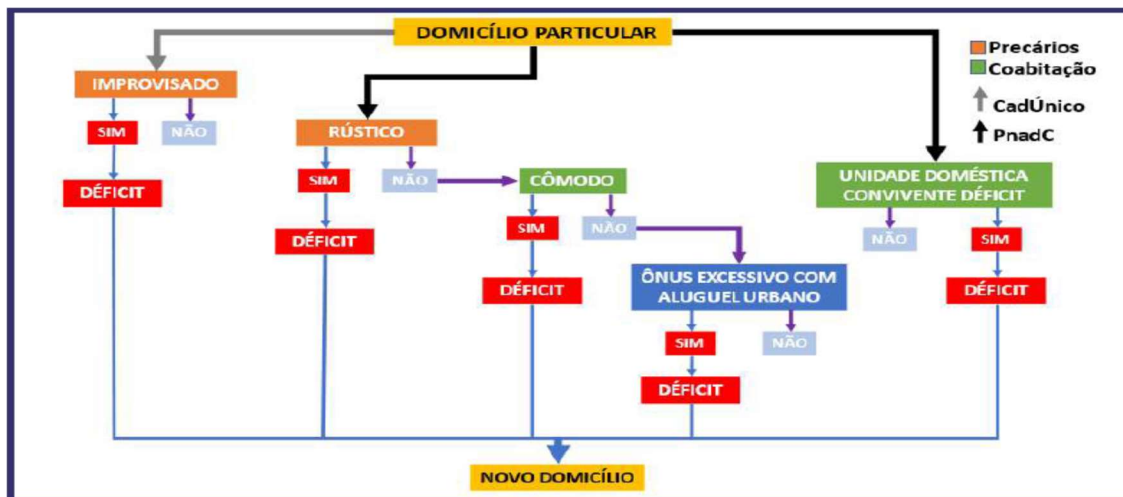 DOMICÍLIO PARTICULAR
Precários
Coabitação
CadÚnico
PnadC
IMPROVISADO
SIM
NÃO
DÉFICIT
RÚSTICO
SIM
NÃO
DÉFICIT
CÔMODO
SIM
NÃO
DÉFICIT
ÔNUS EXCESSIVO COM
ALUGUEL URBANO
SIM
NÃO
DÉFICIT
UNIDADE DOMÉSTICA
CONVIVENTE DÉFICIT
NÃO
SIM
DÉFICIT
NOVO DOMICÍLIO